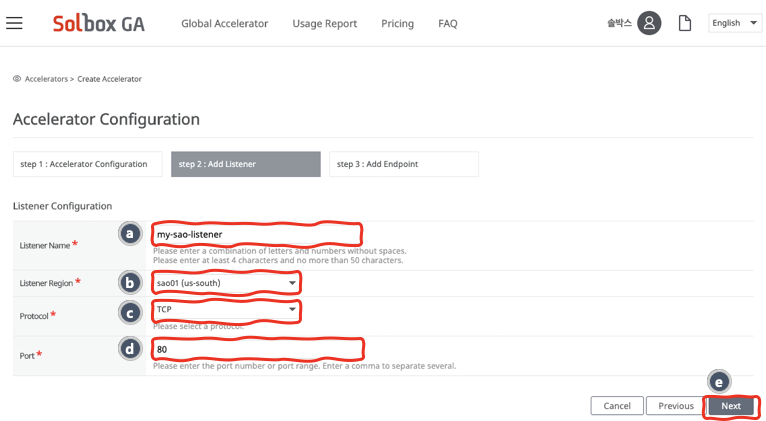 Solbox GA
Global Accelerator Usage Report Pricing FAQ
솔박스
English
Accelerators > Create Accelerator
Accelerator Configuration
step 1 : Accelerator Configuration
step 2 : Add Listener
step 3 : Add Endpoint
Listener Configuration
a
Listener Name *
my-sao-listener
Please enter a combination of letters and numbers without spaces.
Please enter at least 4 characters and no more than 50 characters.
b
Listener Region *
sao01 (us-south)
c
Protocol *
TCP
Please select a protocol.
d
Port *
80
Please enter the port number or port range. Enter a comma to separate several.
e
Cancel Previous Next